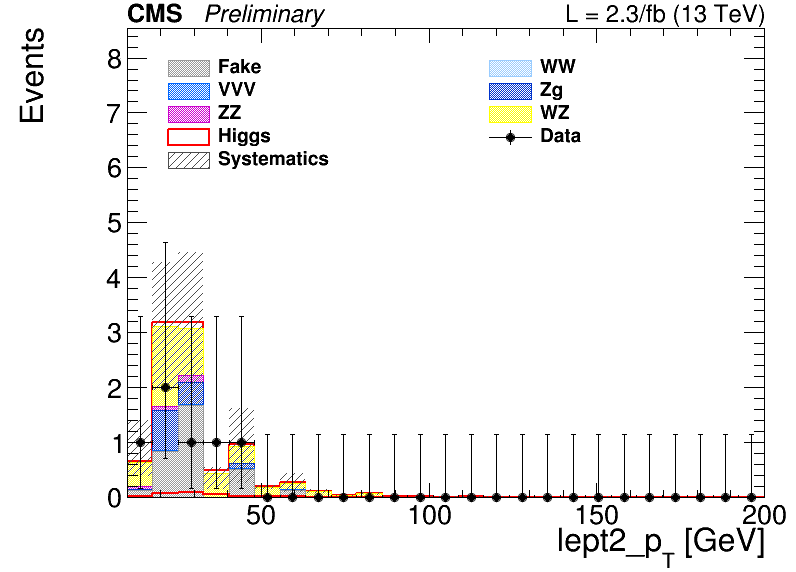 CMS Preliminary L = 2.3/fb (13 TeV)
Events
Fake
VVV
ZZ
Higgs
Systematics
WW
Zg
WZ
Data
8
7
6
5
4
3
2
1
0
50 100 150 200
lept2_p_T [GeV]